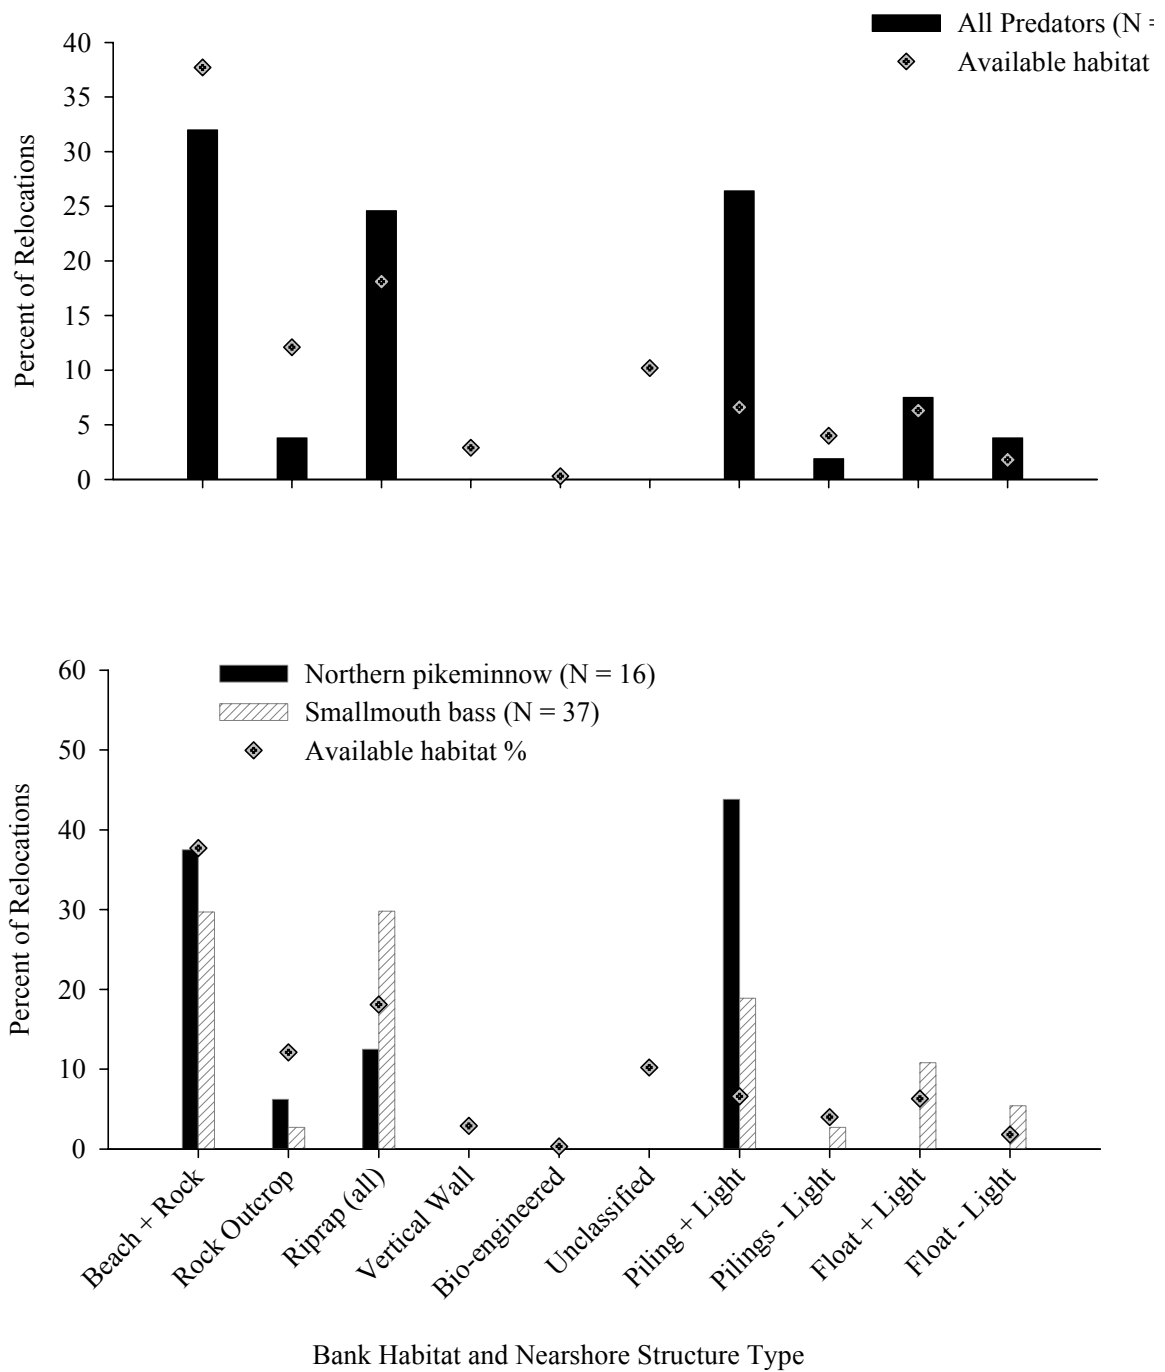 All Predators (N =
Available habitat
40
35
30
25
20
15
10
5
0
Percent of Relocations
Northern pikeminnow (N = 16)
Smallmouth bass (N = 37)
Available habitat %
60
50
40
30
20
10
0
Percent of Relocations
Beach + Rock
Rock Outcrop
Riprap (all)
Vertical Wall
Bio-engineered
Unclassified
Piling + Light
Pilings - Light
Float + Light
Float - Light
Bank Habitat and Nearshore Structure Type